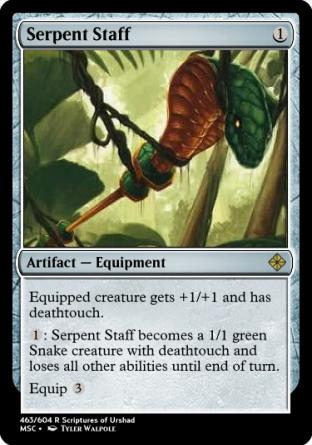 Serpent Staff 1
Artifact — Equipment
Equipped creature gets +1/+1 and has
deathtouch.
1 : Serpent Staff becomes a 1/1 green
Snake creature with deathtouch and
loses all other abilities until end of turn.
Equip 3
463/604 R Scriptures of Urshad
MSC • Tyler Walpole